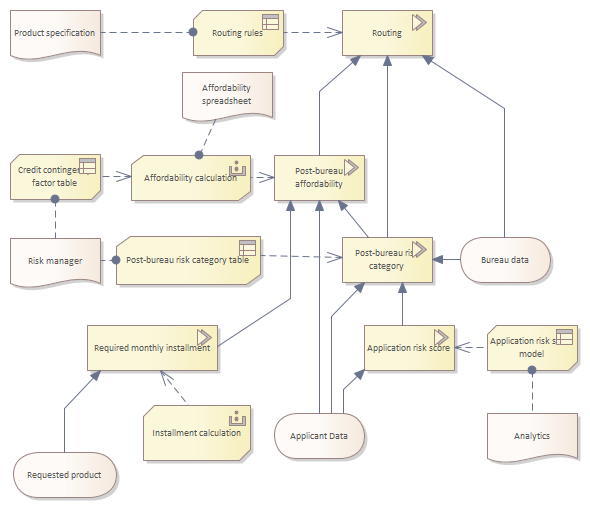 Product specification
Routing rules
Routing
Affordability
spreadsheet
Credit contingency
factor table
Affordability calculation
Post-bureau
affordability
Risk manager
Post-bureau risk category table
Post-bureau risk
category
Bureau data
Required monthly installment
Application risk score
Application risk
model
Installment calculation
Applicant Data
Analytics
Requested product